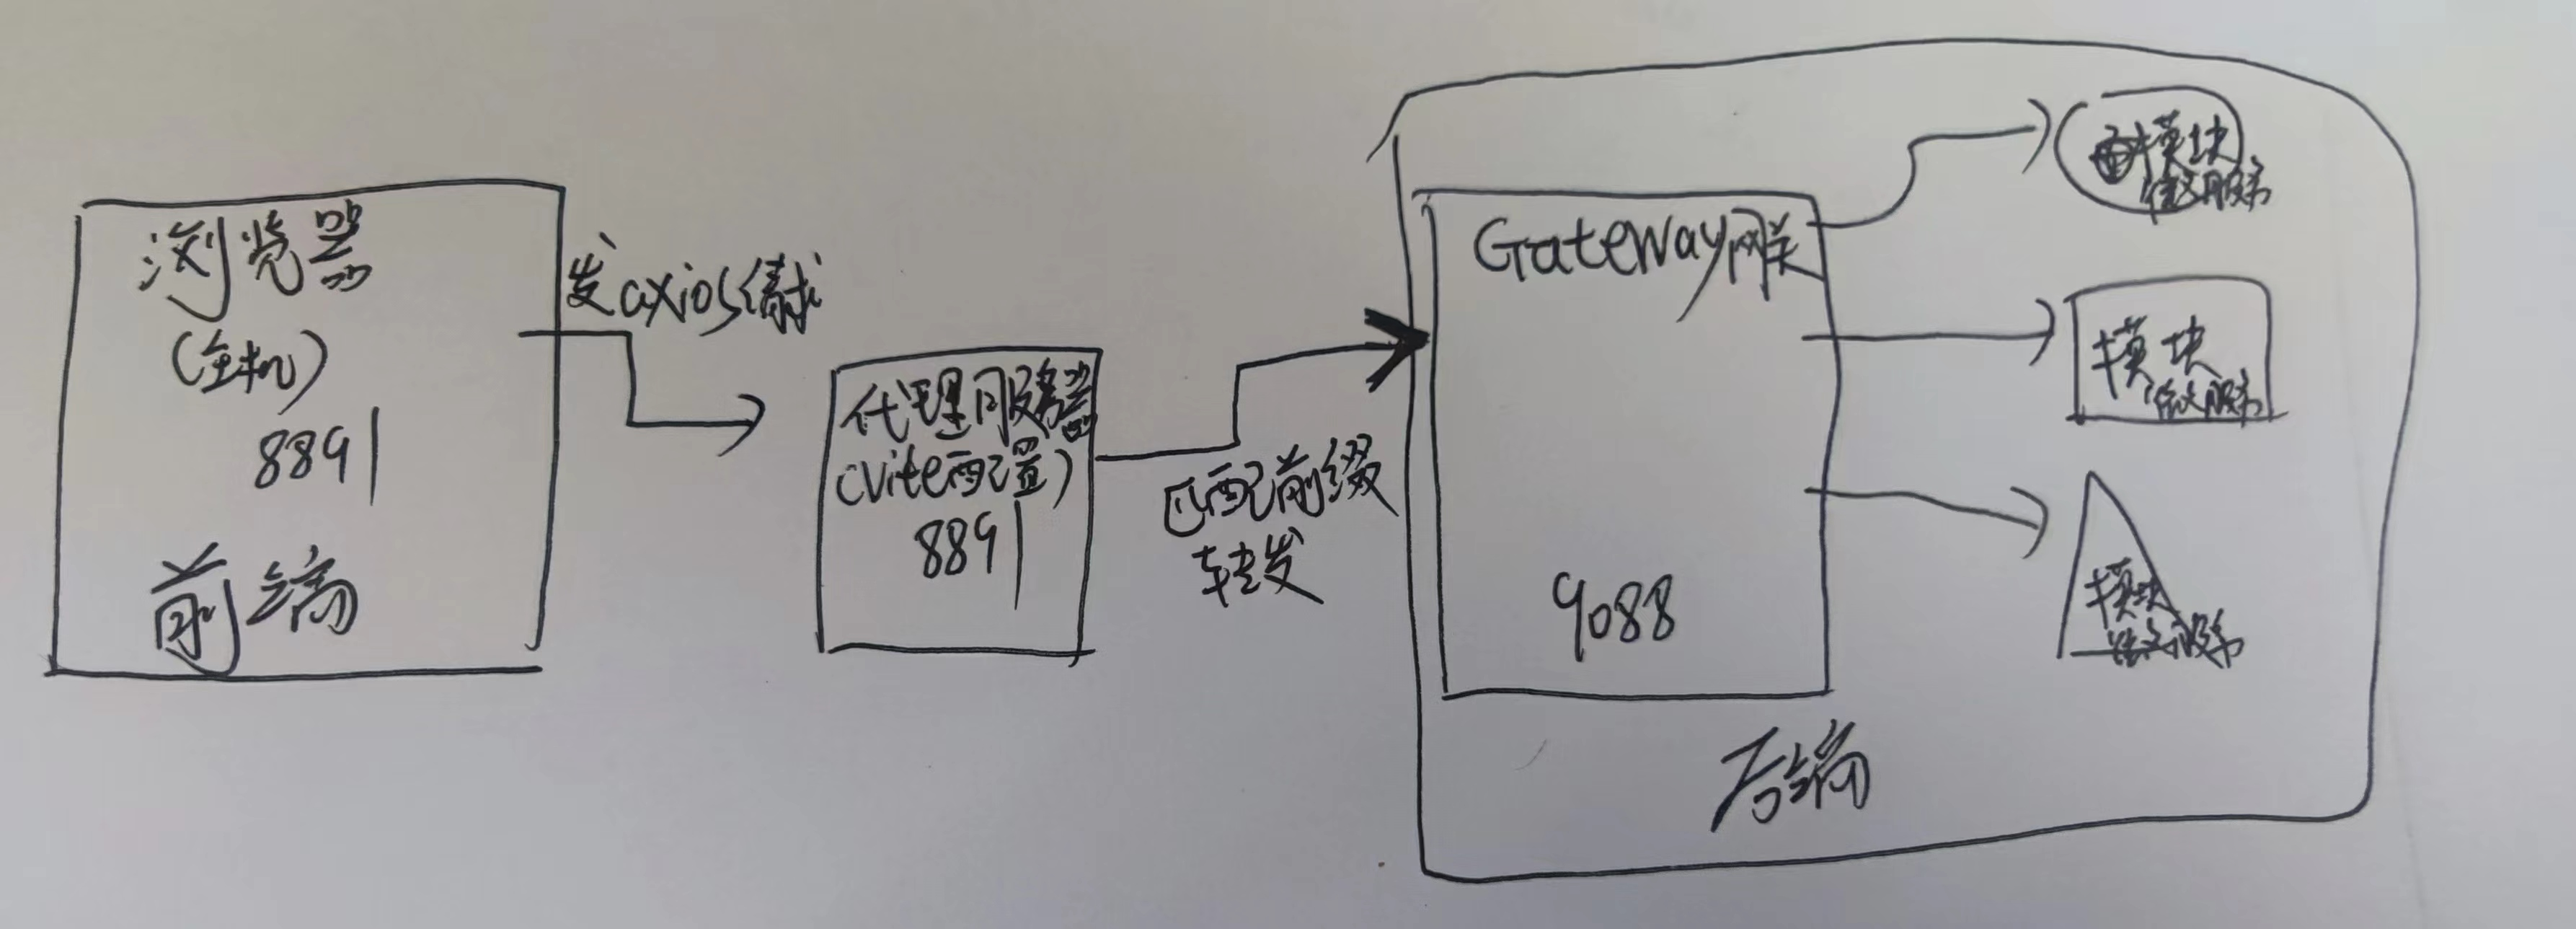 浏览器
(主机)
8891
前端
发axios请求
代理服务器
(Vite配置)
8891
匹配前缀
转发
Gateway网关
9088
后端
模块
微服务
模块
微服务
模块
微服务